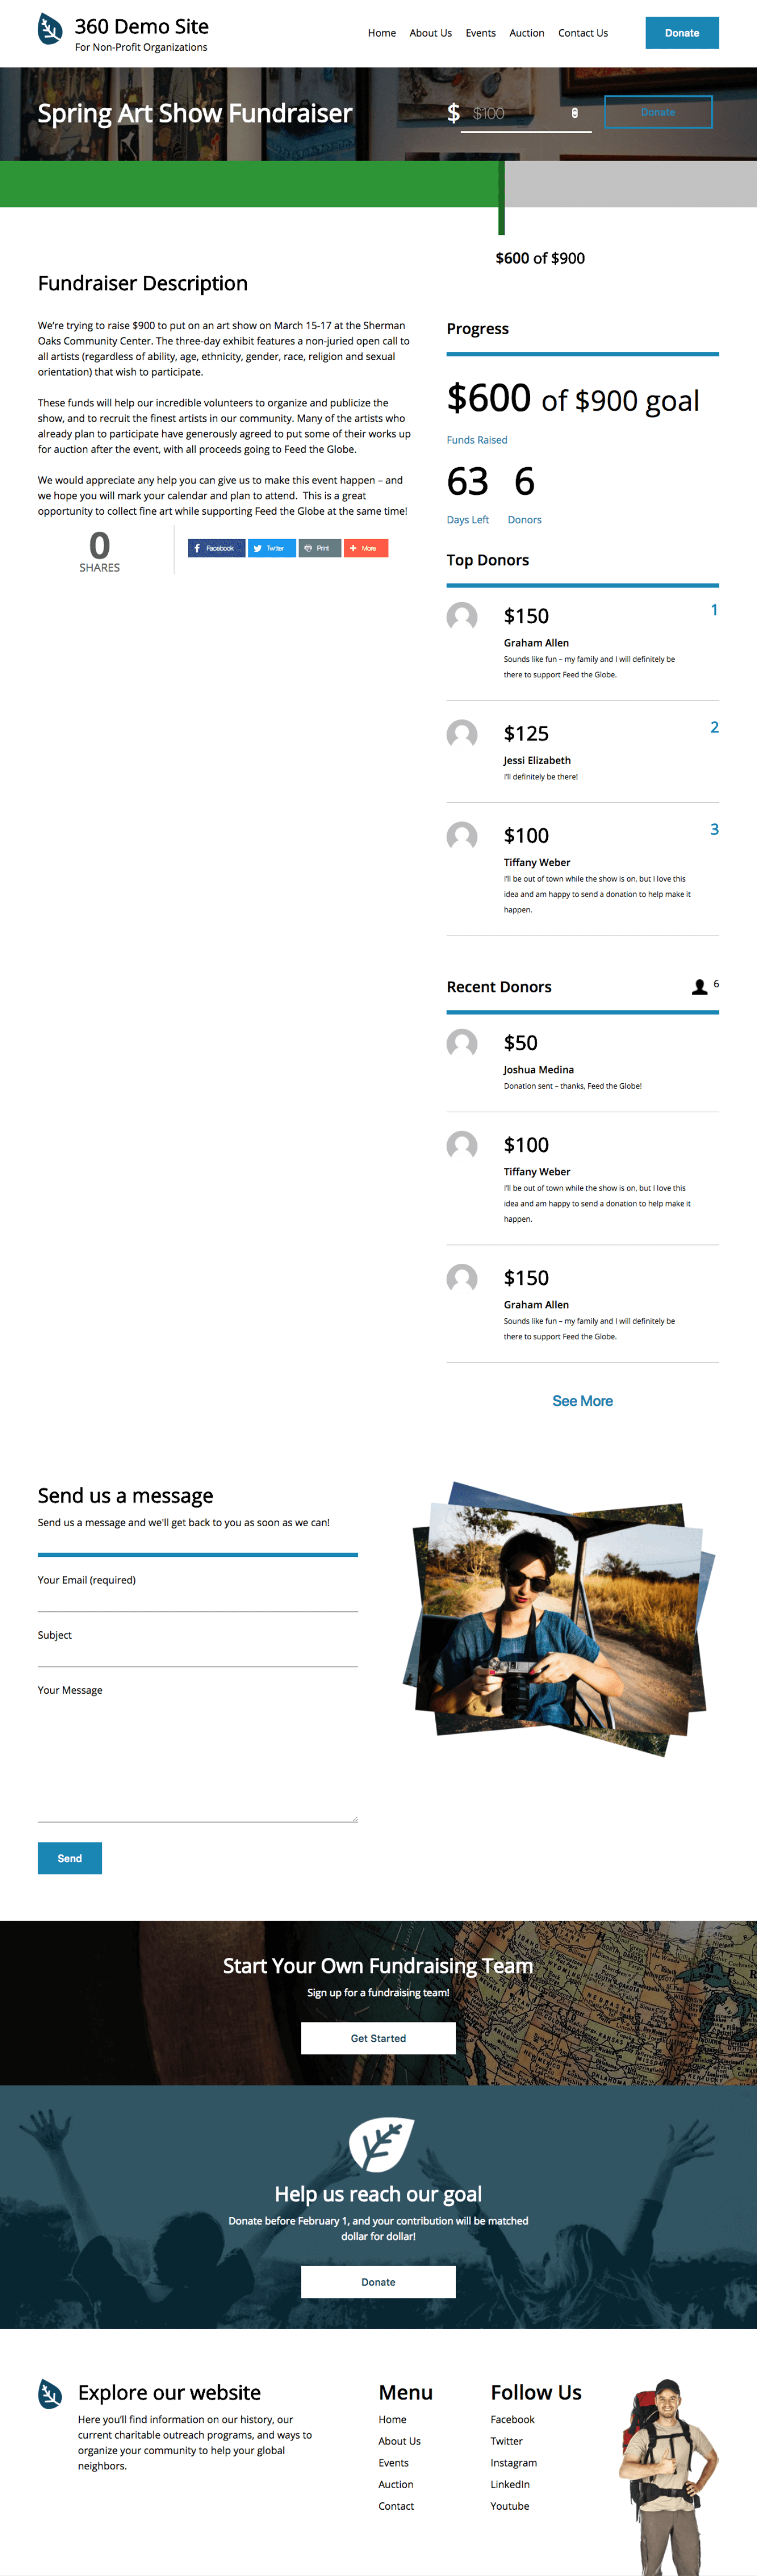 360 Demo Site
For Non-Profit Organizations
Home About Us Events Auction Contact Us Donate
Spring Art Show Fundraiser
$ $100 Donate
$600 of $900
Fundraiser Description
We're trying to raise $900 to put on an art show on March 15-17 at the Sherman
Oaks Community Center. The three-day exhibit features a non-juried open call to
all artists (regardless of ability, age, ethnicity, gender, race, religion and sexual
orientation) that wish to participate.
These funds will help our incredible volunteers to organize and publicize the
show, and to recruit the finest artists in our community. Many of the artists who
already plan to participate have generously agreed to put some of their works up
for auction after the event, with all proceeds going to Feed the Globe.
We would appreciate any help you can give us to make this event happen – and
we hope you will mark your calendar and plan to attend. This is a great
opportunity to collect fine art while supporting Feed the Globe at the same time!
0
SHARES
Facebook Twitter Print More
Progress
$600 of $900 goal
Funds Raised
63 6
Days Left Donors
Top Donors
$150 1
Graham Allen
Sounds like fun – my family and I will definitely be
there to support Feed the Globe.
$125 2
Jessi Elizabeth
I'll definitely be there!
$100 3
Tiffany Weber
I'll be out of town while the show is on, but I love this
idea and am happy to send a donation to help make it
happen.
Recent Donors 6
$50
Joshua Medina
Donation sent – thanks, Feed the Globe!
$100
Tiffany Weber
I'll be out of town while the show is on, but I love this
idea and am happy to send a donation to help make it
happen.
$150
Graham Allen
Sounds like fun – my family and I will definitely be
there to support Feed the Globe.
See More
Send us a message
Send us a message and we'll get back to you as soon as we can!
Your Email (required)
Subject
Your Message
Send
Start Your Own Fundraising Team
Sign up for a fundraising team!
Get Started
Help us reach our goal
Donate before February 1, and your contribution will be matched
dollar for dollar!
Donate
Explore our website
Here you'll find information on our history, our
current charitable outreach programs, and ways to
organize your community to help your global
neighbors.
Menu
Home
About Us
Events
Auction
Contact
Follow Us
Facebook
Twitter
Instagram
LinkedIn
Youtube